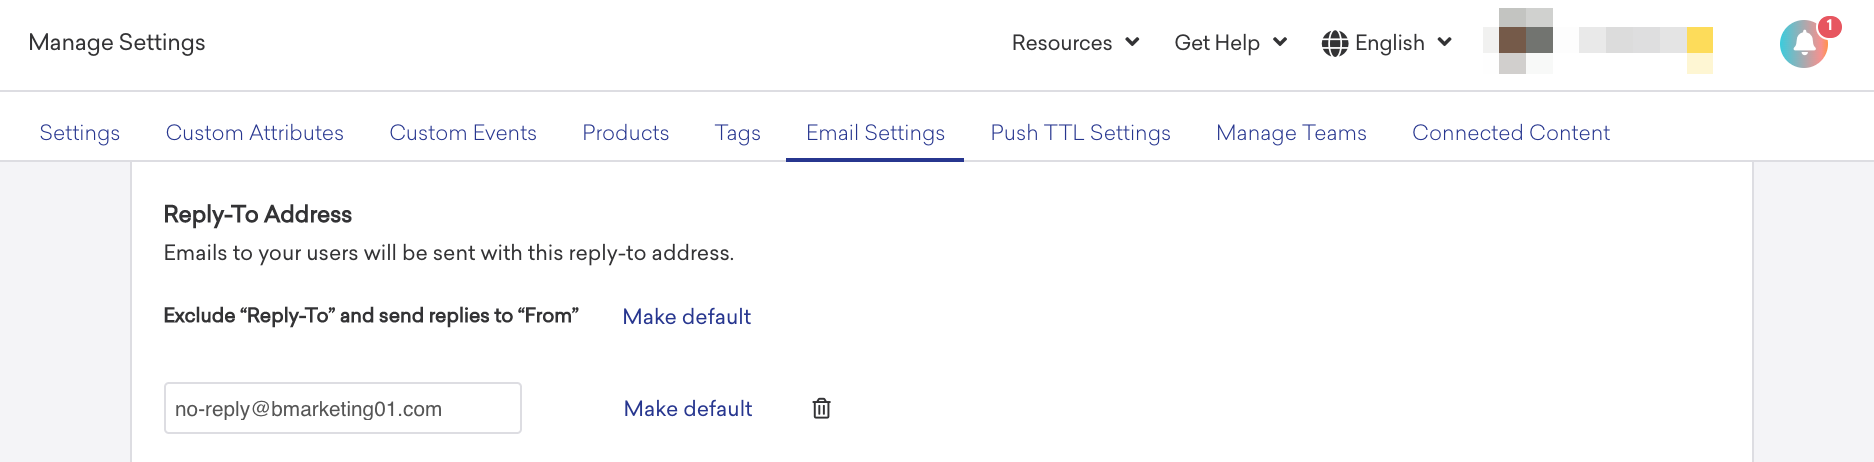 Manage Settings
Resources
Get Help
English
1
Settings
Custom Attributes
Custom Events
Products
Tags
Email Settings
Push TTL Settings
Manage Teams
Connected Content
Reply-To Address
Emails to your users will be sent with this reply-to address.
Exclude “Reply-To” and send replies to “From”
Make default
no-reply@bmarketing01.com
Make default